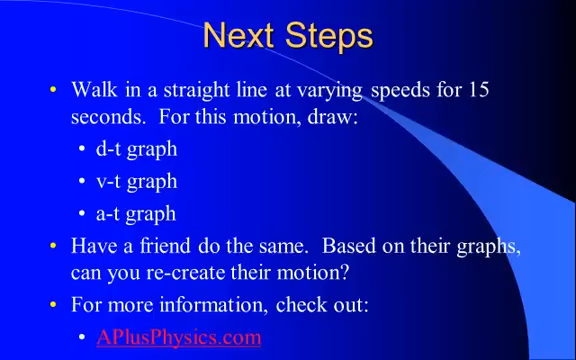 Next Steps
• Walk in a straight line at varying speeds for 15
seconds.  For this motion, draw:
• d-t graph
• v-t graph
• a-t graph
• Have a friend do the same.  Based on their graphs,
can you re-create their motion?
• For more information, check out:
• APlusPhysics.com